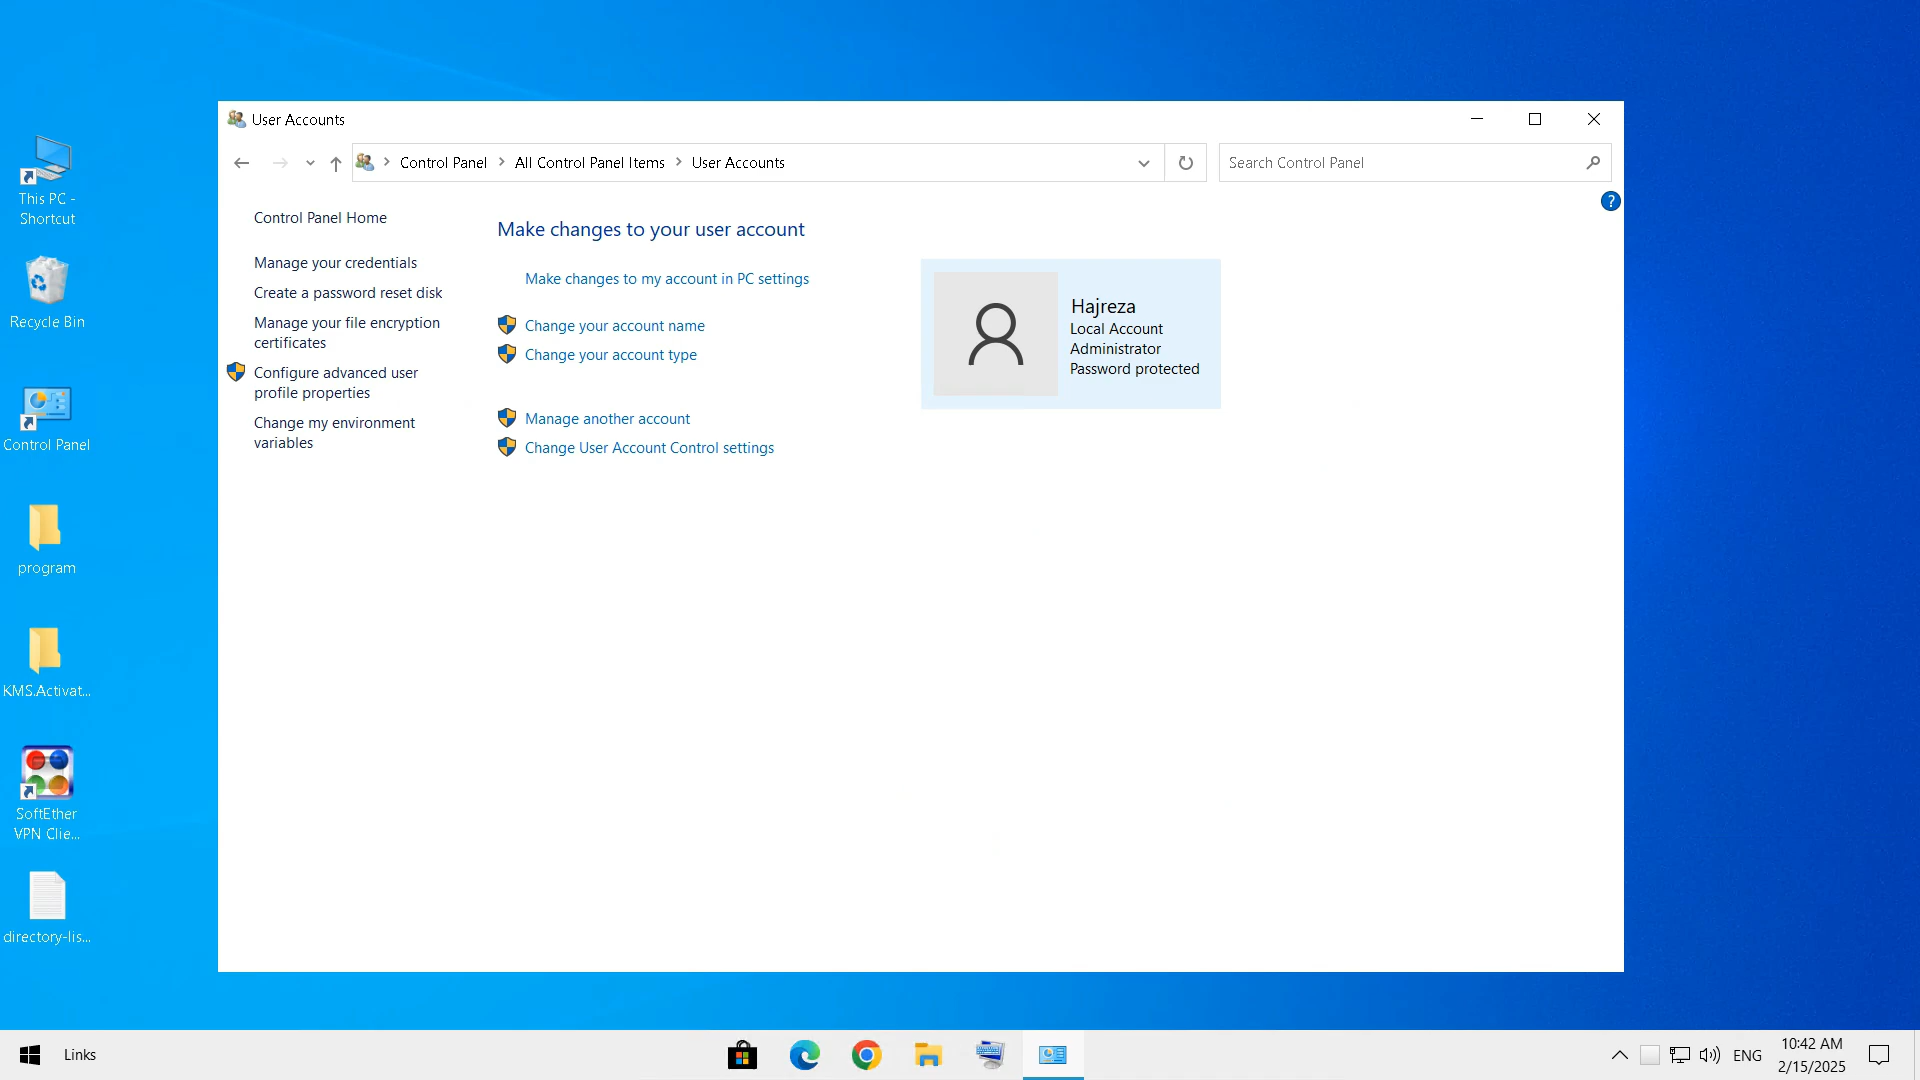 User Accounts
Control Panel
All Control Panel Items
User Accounts
Search Control Panel
?
Control Panel Home
Manage your credentials
Create a password reset disk
Manage your file encryption
certificates
Configure advanced user
profile properties
Change my environment
variables
Make changes to your user account
Make changes to my account in PC settings
Change your account name
Change your account type
Manage another account
Change User Account Control settings
Hajreza
Local Account
Administrator
Password protected
This PC -
Shortcut
Recycle Bin
Control Panel
program
KMS.Activat...
SoftEther
VPN Clie...
directory-lis...
Links
ENG
10:42 AM
2/15/2025